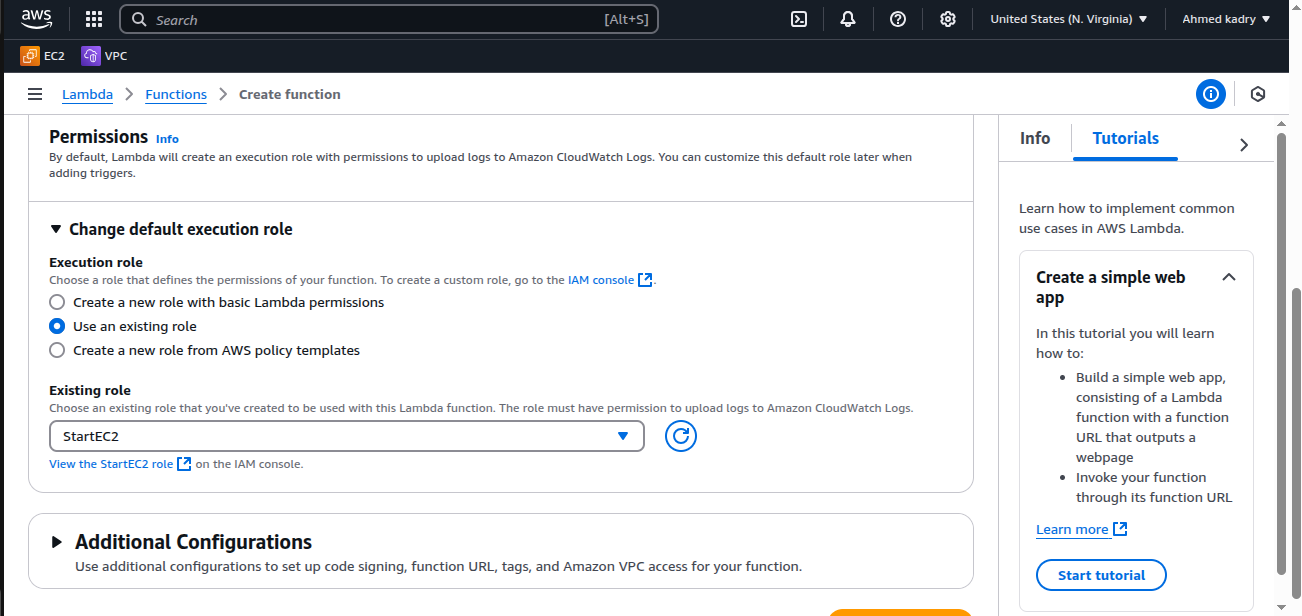 aws
Search [Alt+S]
United States (N. Virginia)
Ahmed kadry
EC2
VPC
Lambda
Functions
Create function
Permissions Info
By default, Lambda will create an execution role with permissions to upload logs to Amazon CloudWatch Logs. You can customize this default role later when
adding triggers.
Change default execution role
Execution role
Choose a role that defines the permissions of your function. To create a custom role, go to the IAM console .
Create a new role with basic Lambda permissions
Use an existing role
Create a new role from AWS policy templates
Existing role
Choose an existing role that you've created to be used with this Lambda function. The role must have permission to upload logs to Amazon CloudWatch Logs.
StartEC2
View the StartEC2 role on the IAM console.
Additional Configurations
Use additional configurations to set up code signing, function URL, tags, and Amazon VPC access for your function.
Info
Tutorials
Learn how to implement common
use cases in AWS Lambda.
Create a simple web
app
In this tutorial you will learn
how to:
• Build a simple web app,
consisting of a Lambda
function with a function
URL that outputs a
webpage
• Invoke your function
through its function URL
Learn more
Start tutorial